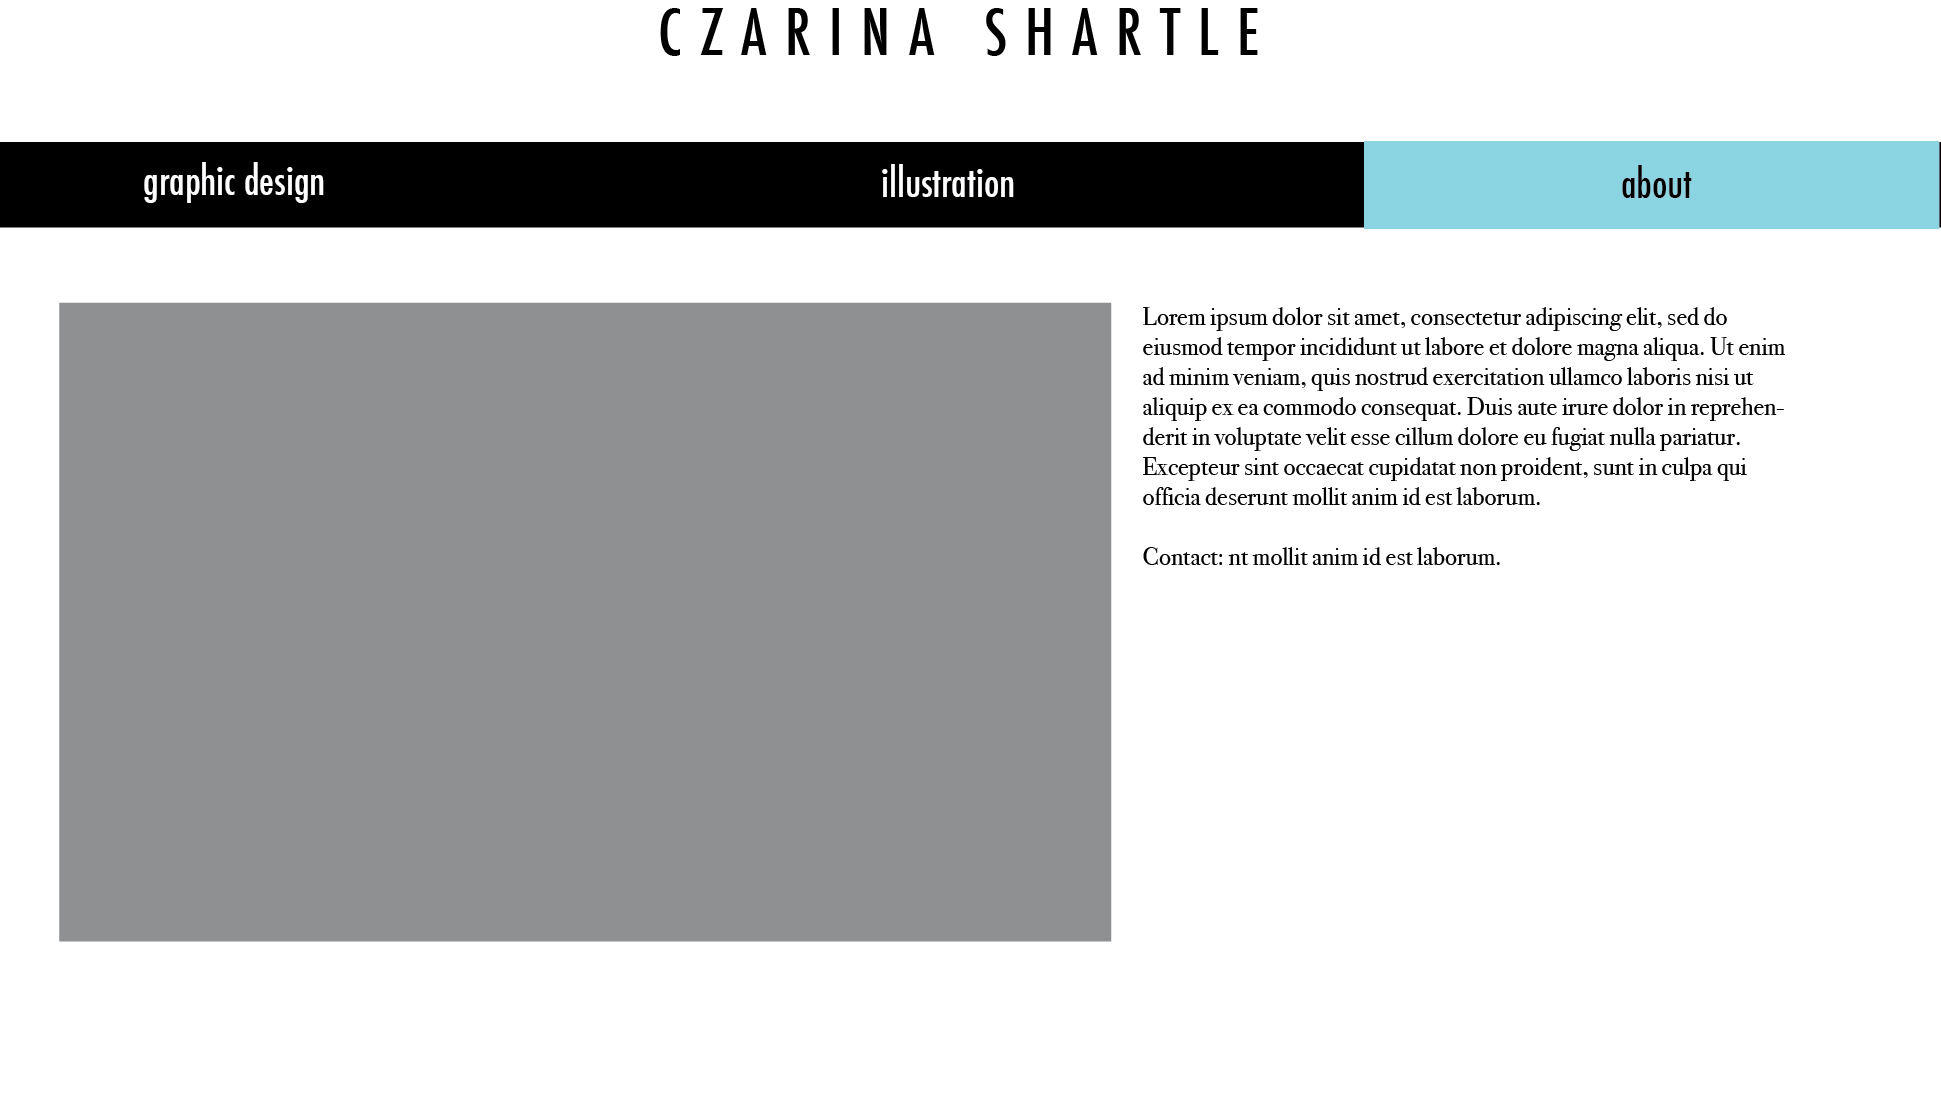 CZARINA SHARTLE
graphic design
illustration
about
Lorem ipsum dolor sit amet, consectetur adipiscing elit, sed do
eiusmod tempor incididunt ut labore et dolore magna aliqua. Ut enim
ad minim veniam, quis nostrud exercitation ullamco laboris nisi ut
aliquip ex ea commodo consequat. Duis aute irure dolor in reprehen-
derit in voluptate velit esse cillum dolore eu fugiat nulla pariatur.
Excepteur sint occaecat cupidatat non proident, sunt in culpa qui
officia deserunt mollit anim id est laborum.
Contact: nt mollit anim id est laborum.